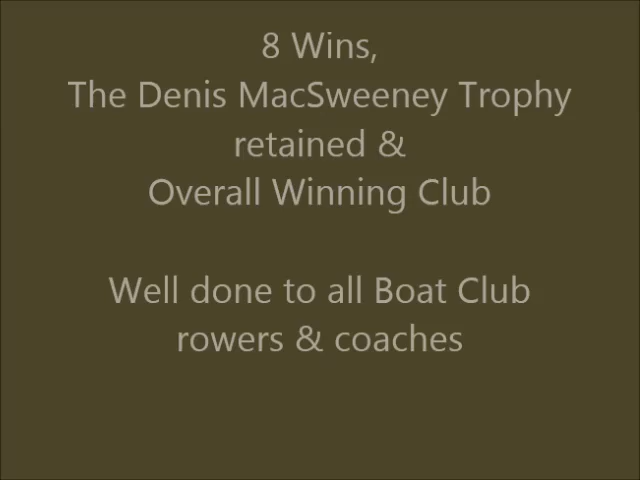 8 Wins,
The Denis MacSweeney Trophy
retained &
Overall Winning Club
Well done to all Boat Club
rowers & coaches